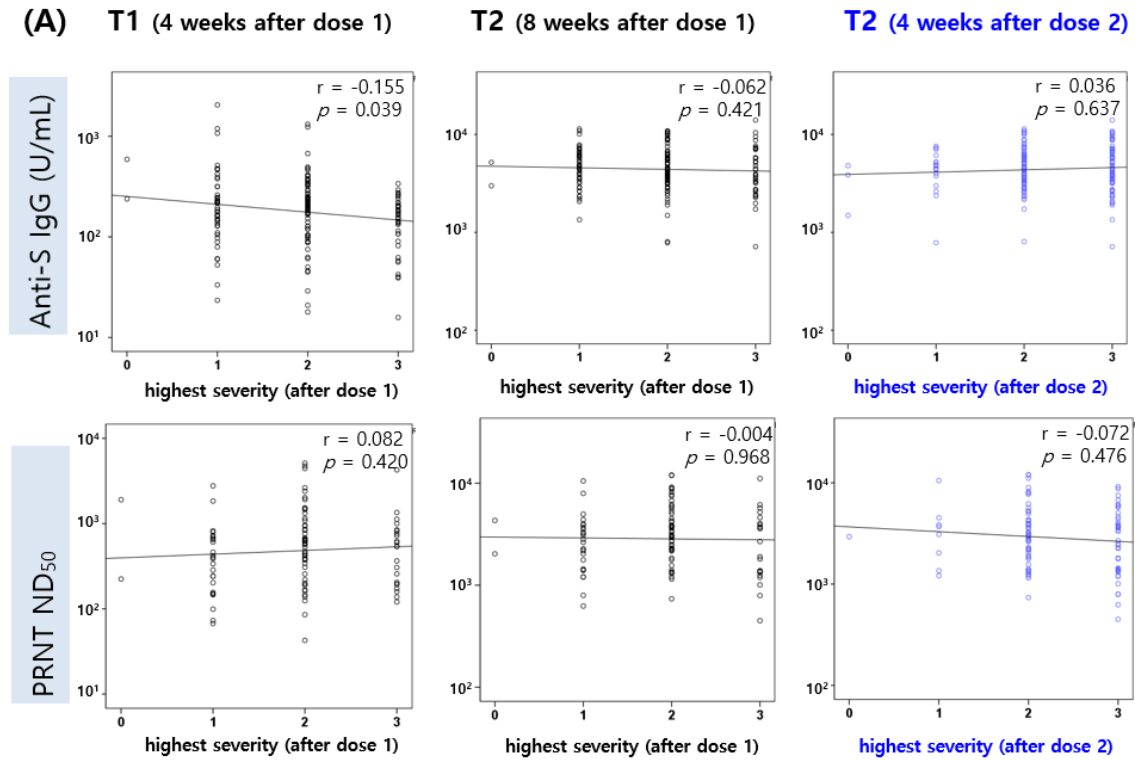 (A) T1 (4 weeks after dose 1) T2 (8 weeks after dose 1) T2 (4 weeks after dose 2)
Anti-S IgG (U/mL)
r = -0.155
p = 0.039
10³
10²
10¹
0 1 2 3
highest severity (after dose 1)
r = -0.062
p = 0.421
10⁴
10³
10²
0 1 2 3
highest severity (after dose 1)
r = 0.036
p = 0.637
10⁴
10³
10²
0 1 2 3
highest severity (after dose 2)
PRNT ND₅₀
r = 0.082
p = 0.420
10⁴
10³
10²
10¹
0 1 2 3
highest severity (after dose 1)
r = -0.004
p = 0.968
10⁴
10³
10²
0 1 2 3
highest severity (after dose 1)
r = -0.072
p = 0.476
10⁴
10³
10²
0 1 2 3
highest severity (after dose 2)